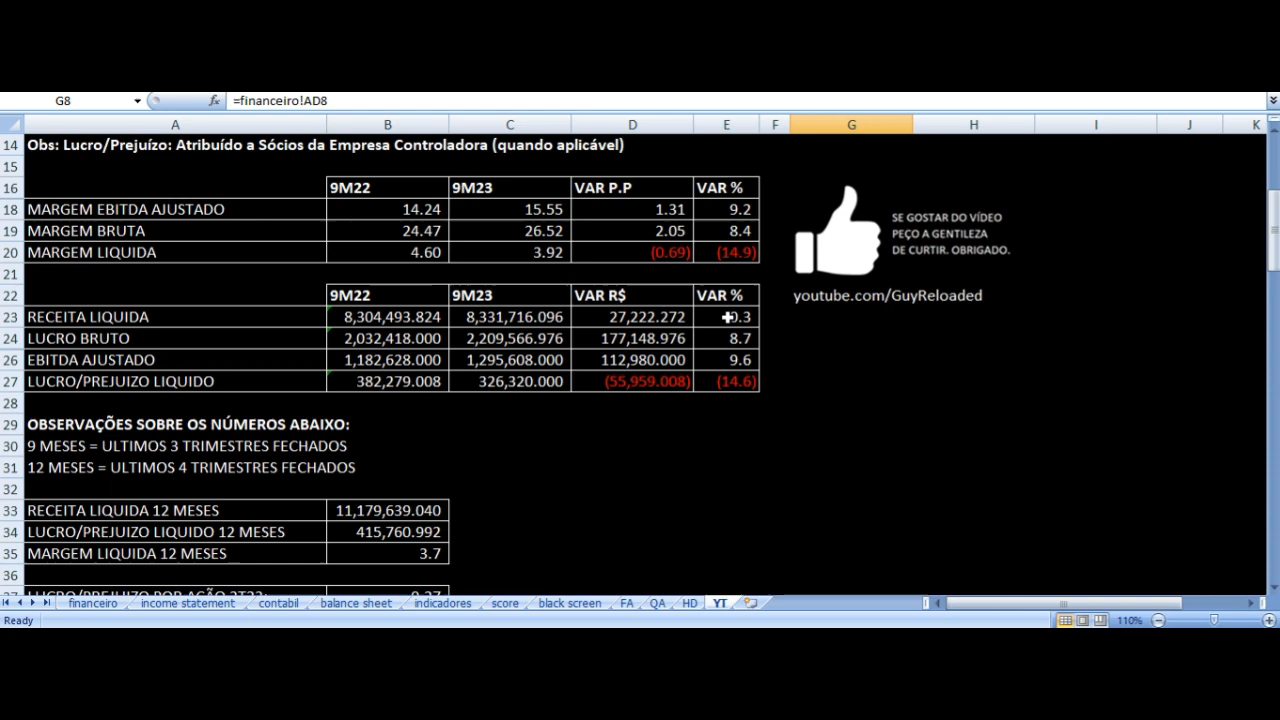 G8 fx =financeiro!AD8
A B C D E F G H I J K
14 Obs: Lucro/Prejuízo: Atribuído a Sócios da Empresa Controladora (quando aplicável)
15
16 9M22 9M23 VAR P.P VAR %
18 MARGEM EBITDA AJUSTADO 14.24 15.55 1.31 9.2
19 MARGEM BRUTA 24.47 26.52 2.05 8.4
20 MARGEM LIQUIDA 4.60 3.92 (0.69) (14.9)
SE GOSTAR DO VÍDEO
PEÇO A GENTILEZA
DE CURTIR. OBRIGADO.
21
22 9M22 9M23 VAR R$ VAR %
youtube.com/GuyReloaded
23 RECEITA LIQUIDA 8,304,493.824 8,331,716.096 27,222.272 0.3
24 LUCRO BRUTO 2,032,418.000 2,209,566.976 177,148.976 8.7
26 EBITDA AJUSTADO 1,182,628.000 1,295,608.000 112,980.000 9.6
27 LUCRO/PREJUIZO LIQUIDO 382,279.008 326,320.000 (55,959.008) (14.6)
28
29 OBSERVAÇÕES SOBRE OS NÚMEROS ABAIXO:
30 9 MESES = ULTIMOS 3 TRIMESTRES FECHADOS
31 12 MESES = ULTIMOS 4 TRIMESTRES FECHADOS
32
33 RECEITA LIQUIDA 12 MESES 11,179,639.040
34 LUCRO/PREJUIZO LIQUIDO 12 MESES 415,760.992
35 MARGEM LIQUIDA 12 MESES 3.7
36
financeiro income statement contabil balance sheet indicadores score black screen FA QA HD YT
Ready 110%